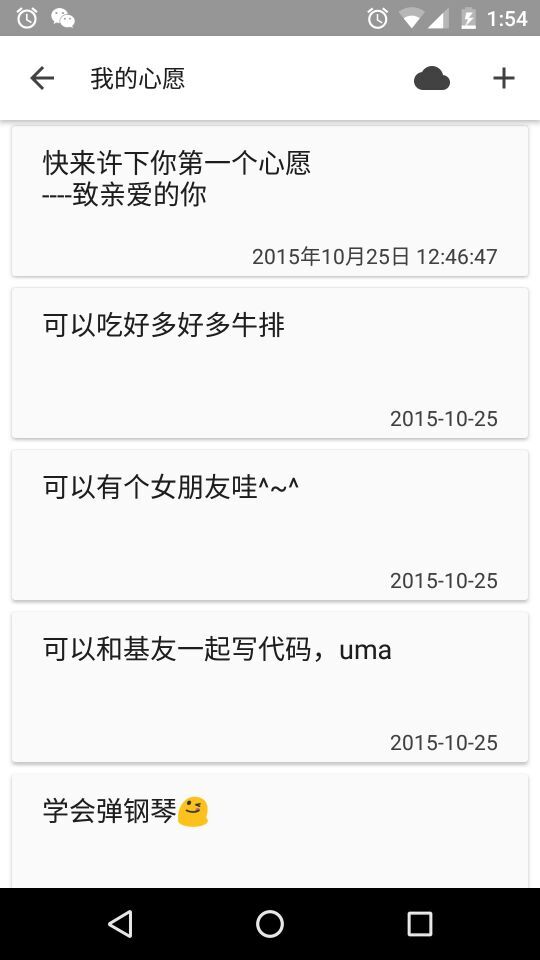 1:54
我的心愿
快来许下你第一个心愿
----致亲爱的你
2015年10月25日 12:46:47
可以吃好多好多牛排
2015-10-25
可以有个女朋友哇^~^
2015-10-25
可以和基友一起写代码，uma
2015-10-25
学会弹钢琴😋